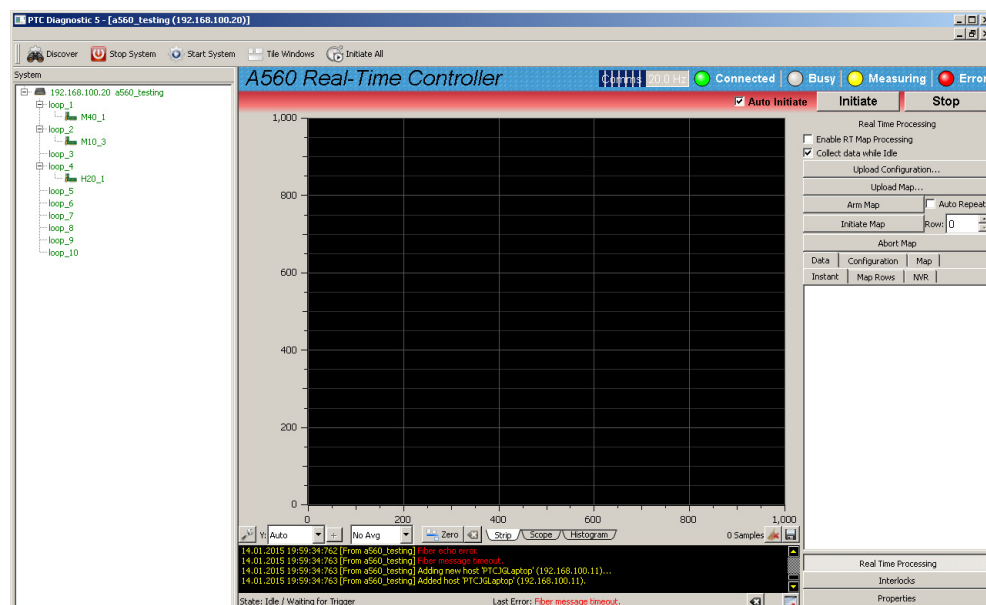 PTC Diagnostic 5 - [a560_testing (192.168.100.20)]
Discover Stop System Start System Tile Windows Initiate All
System
192.168.100.20 a560_testing
loop_1
M40_1
loop_2
M10_3
loop_3
loop_4
H20_1
loop_5
loop_6
loop_7
loop_8
loop_9
loop_10
A560 Real-Time Controller Comms 20.0 Hz Connected Busy Measuring Error
Auto Initiate Initiate Stop
1,000
800
600
400
200
0
0 200 400 600 800 1,000
Y: Auto + No Avg Zero Strip Scope Histogram 0 Samples
14.01.2015 19:59:34:762 [From a560_testing] Fiber echo error.
14.01.2015 19:59:34:763 [From a560_testing] Fiber message timeout.
14.01.2015 19:59:34:763 [From a560_testing] Adding new host 'PTCJGLaptop' (192.168.100.11)...
14.01.2015 19:59:34:763 [From a560_testing] Added host 'PTCJGLaptop' (192.168.100.11).
State: Idle / Waiting for Trigger Last Error: Fiber message timeout.
Real Time Processing
Enable RT Map Processing
Collect data while Idle
Upload Configuration...
Upload Map...
Arm Map Auto Repeat
Initiate Map Row: 0
Abort Map
Data Configuration Map
Instant Map Rows NVR
Real Time Processing
Interlocks
Properties